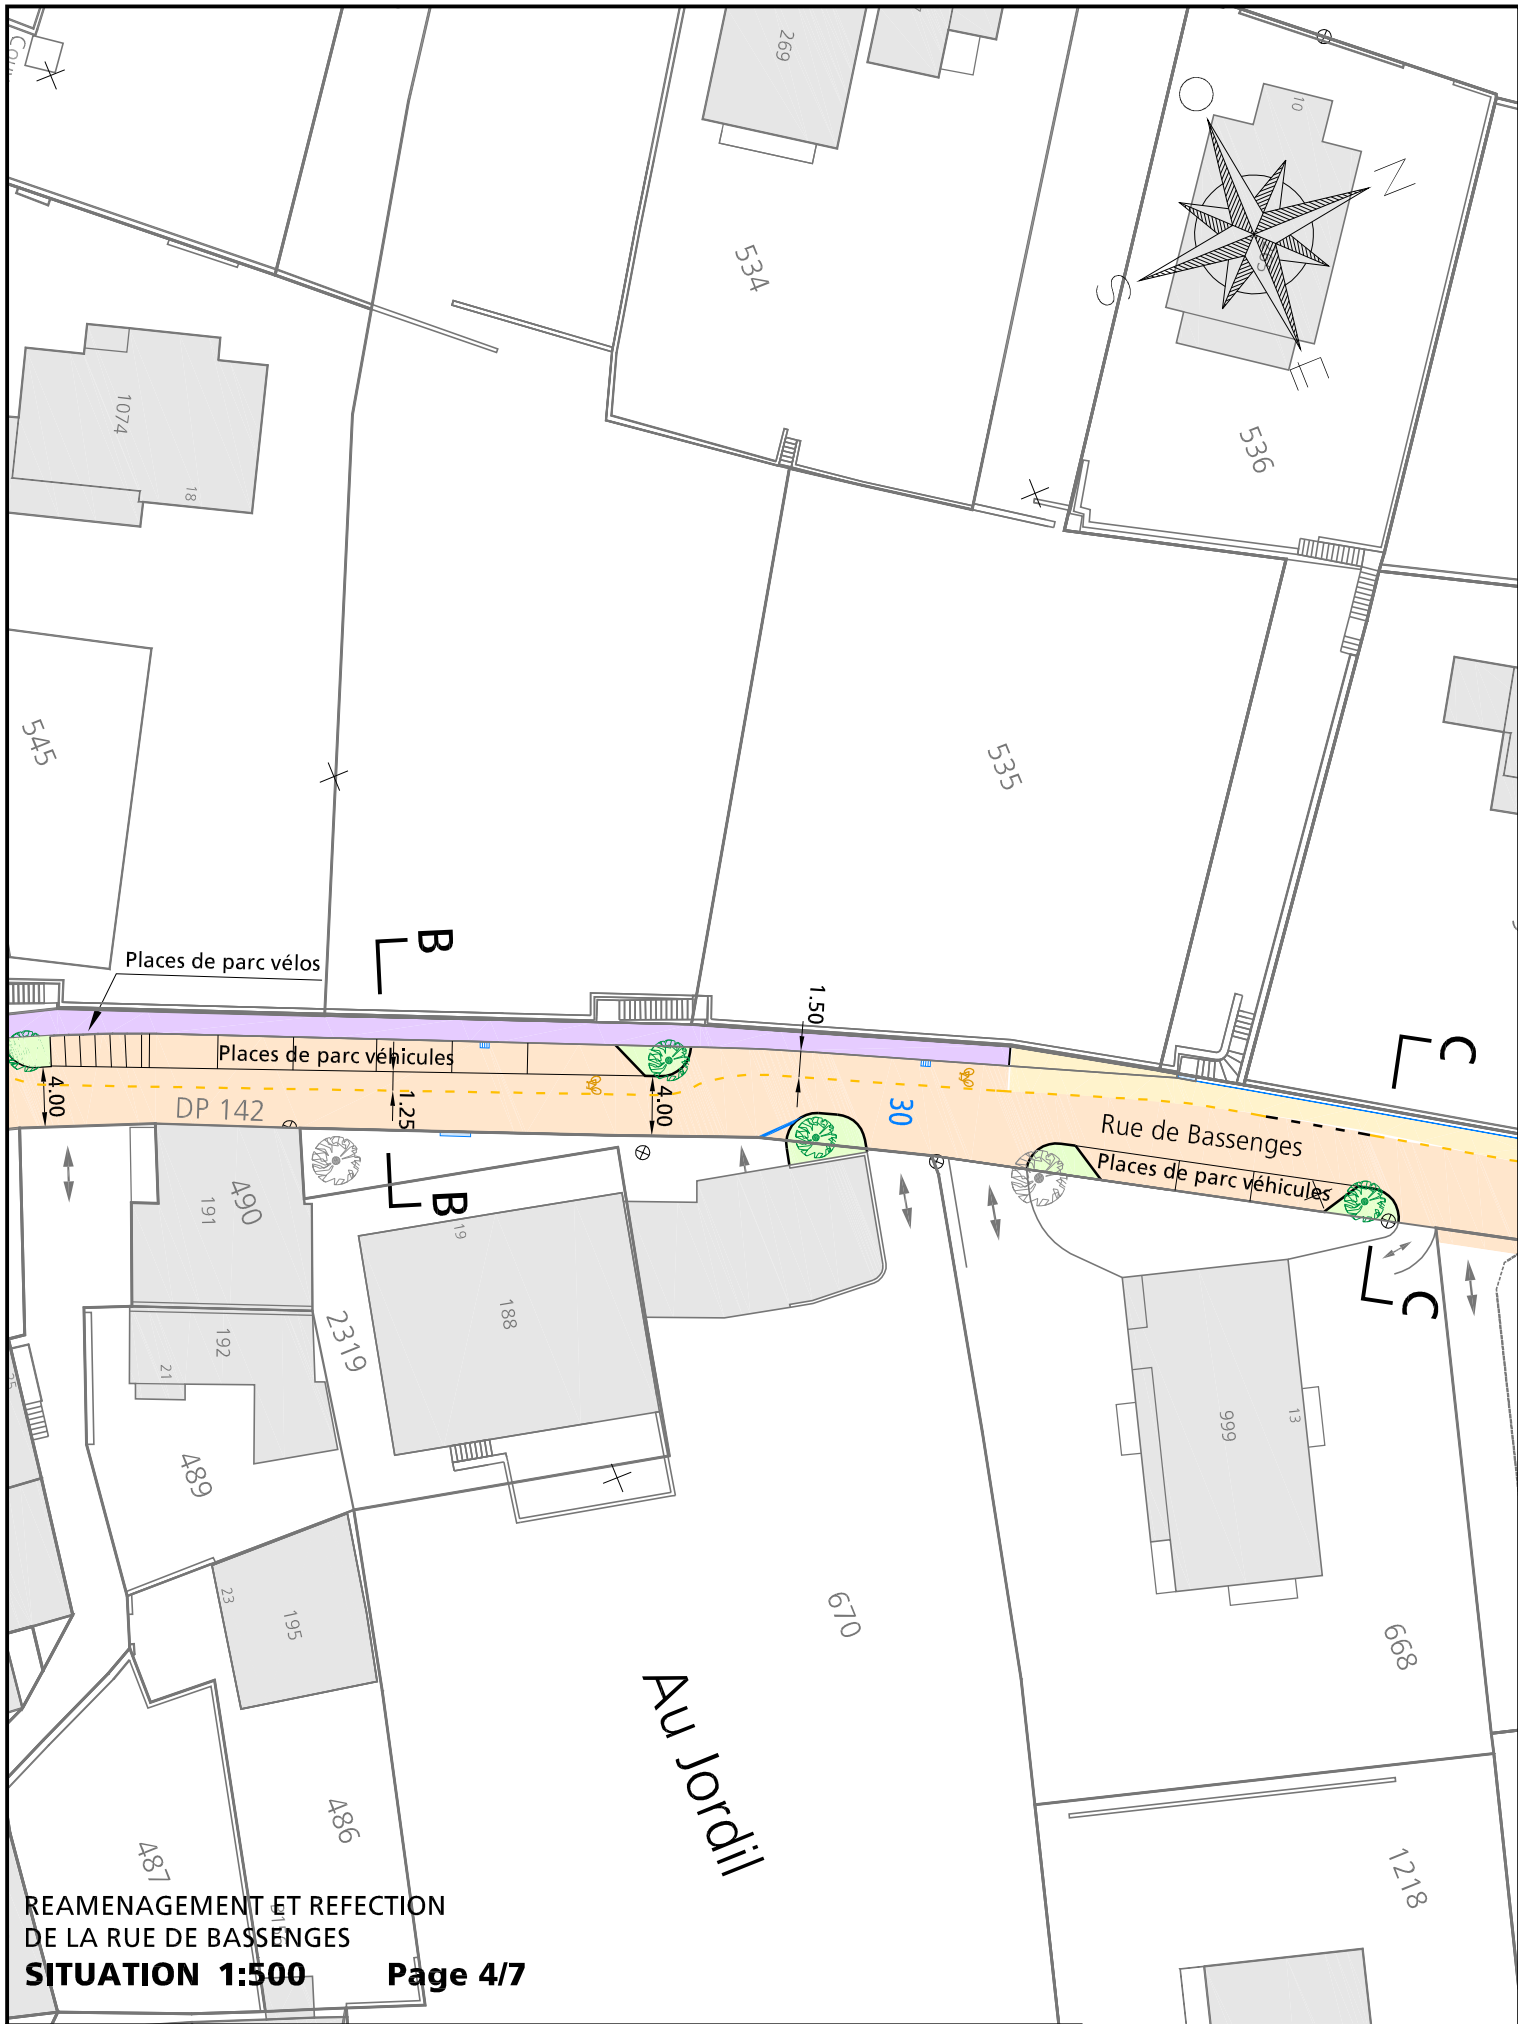 269
10
N
O
S
E
534
536
1074
18
545
535
B
Places de parc vélos
1.50
C
Places de parc véhicules
4.00
DP 142
1.25
4.00
30
Rue de Bassenges
Places de parc véhicules
490
191
B
19
188
C
2319
192
21
25
489
999
13
23
195
670
668
Au Jordil
486
487
1218
REAMENAGEMENT ET REFECTION
DE LA RUE DE BASSENGES
SITUATION 1:500 Page 4/7